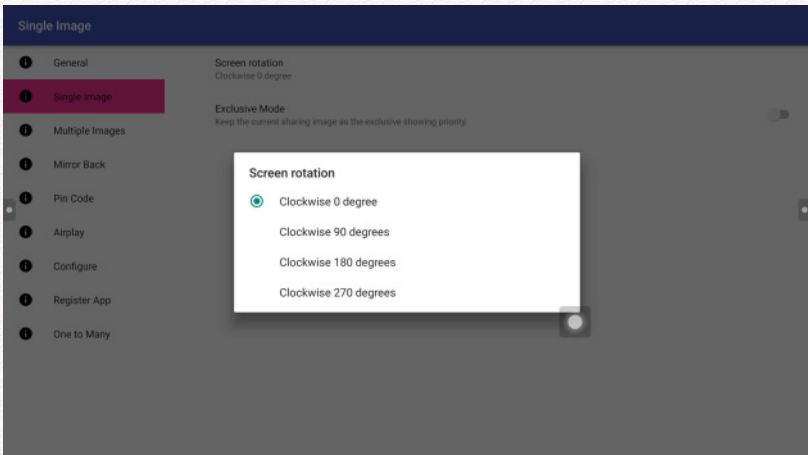 Single Image
General
Single Image
Multiple Images
Mirror Back
Pin Code
Airplay
Configure
Register App
One to Many
Screen rotation
Clockwise 0 degree
Exclusive Mode
Keep the current sharing image as the exclusive showing priority.
Screen rotation
Clockwise 0 degree
Clockwise 90 degrees
Clockwise 180 degrees
Clockwise 270 degrees